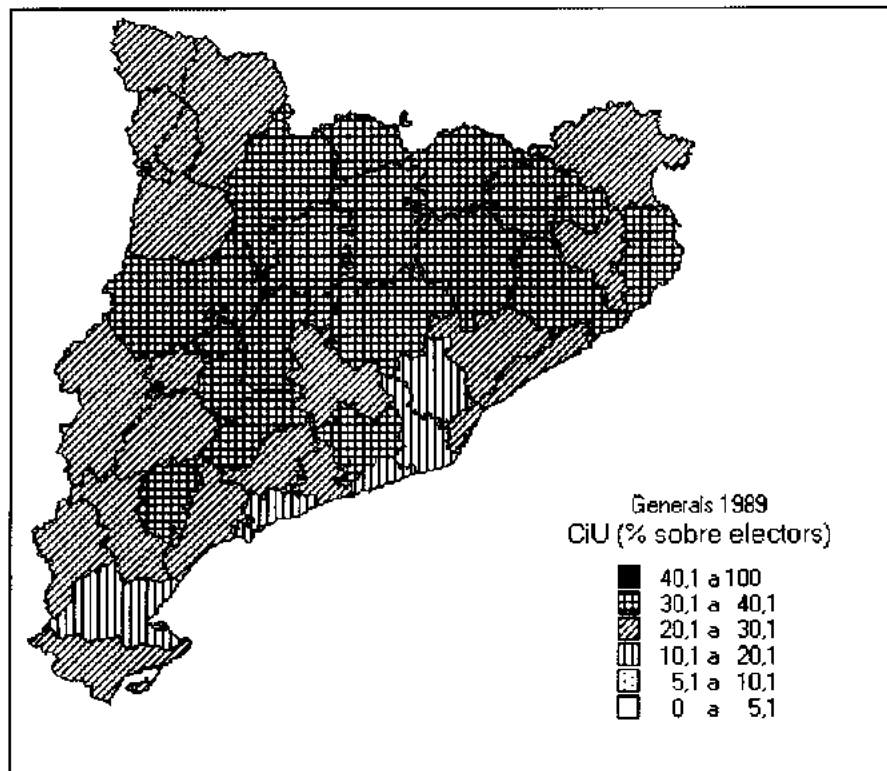 Generals 1989
CiU (% sobre electors)
40,1 a 100
30,1 a 40,1
20,1 a 30,1
10,1 a 20,1
5,1 a 10,1
0 a 5,1